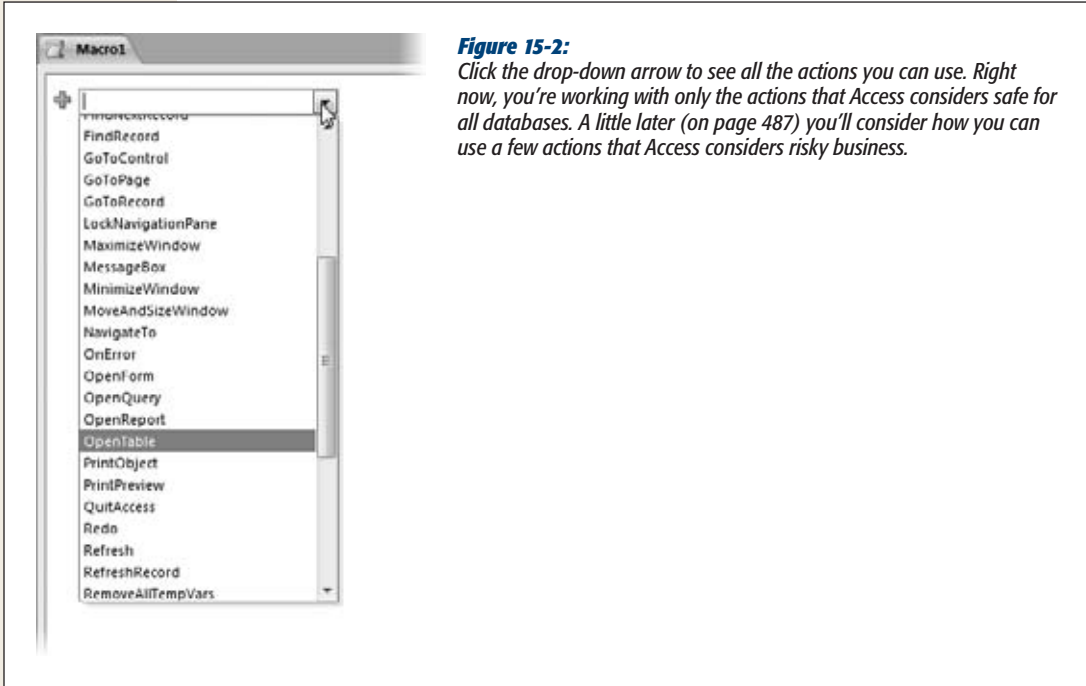 Macro1
FindNextRecord
FindRecord
GoToControl
GoToPage
GoToRecord
LockNavigationPane
MaximizeWindow
MessageBox
MinimizeWindow
MoveAndSizeWindow
NavigateTo
OnError
OpenForm
OpenQuery
OpenReport
OpenTable
PrintObject
PrintPreview
QuitAccess
Redo
Refresh
RefreshRecord
RemoveAllTempVars
Figure 15-2:
Click the drop-down arrow to see all the actions you can use. Right
now, you’re working with only the actions that Access considers safe for
all databases. A little later (on page 487) you’ll consider how you can
use a few actions that Access considers risky business.